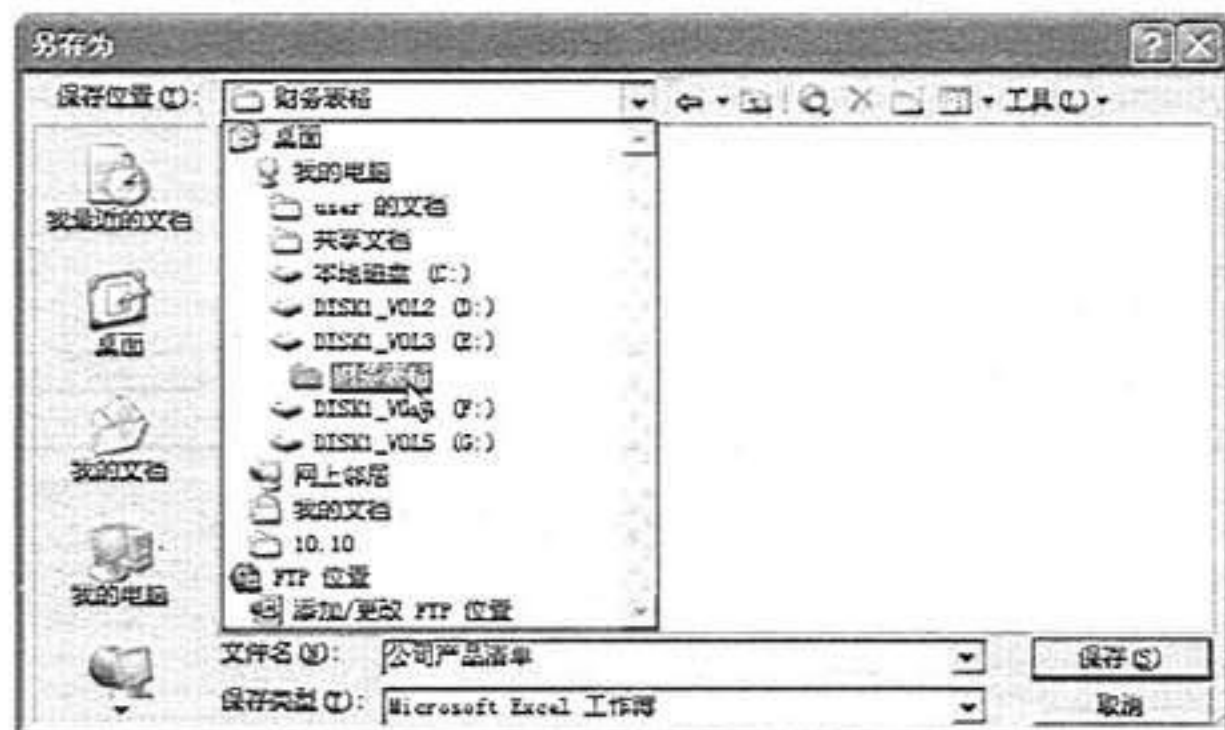 另存为
保存位置(I): 财务表格 工具(L)
桌面
我的电脑
user 的文档
共享文档
本地磁盘 (C:)
DISK1_VOL2 (D:)
DISK1_VOL3 (E:)
DISK1_VOL4 (F:)
DISK1_VOL5 (G:)
网上邻居
我的文档
10.10
FTP 位置
添加/更改 FTP 位置
我最近的文档
桌面
我的文档
我的电脑
文件名(N): 公司产品清单 保存(S)
保存类型(T): Microsoft Excel 工作簿 取消